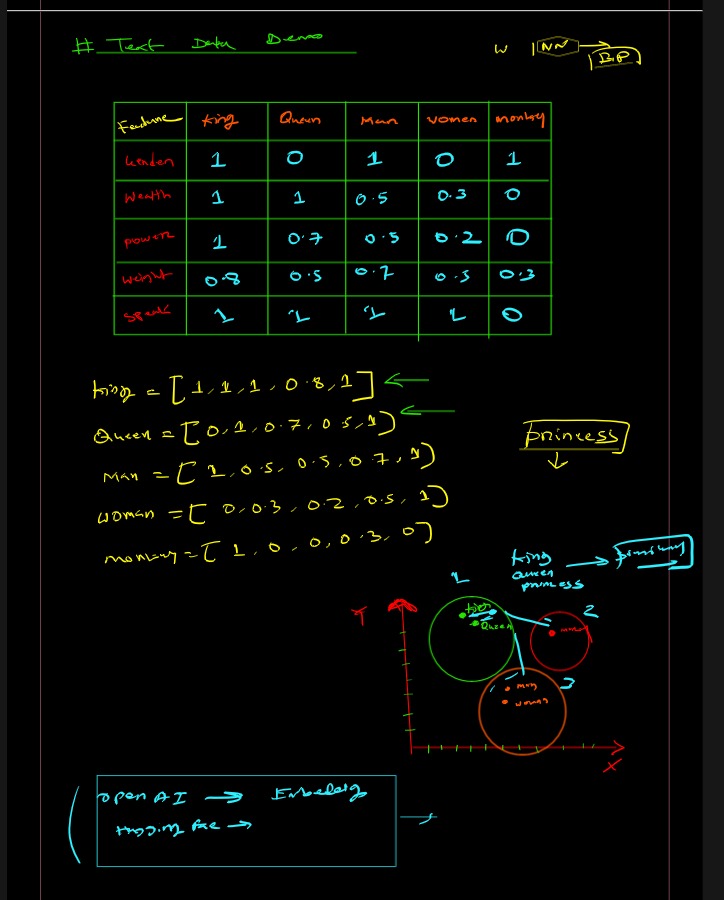 # Text Data Demo
W NN BP
Feature King Queen Man women monkey
Gender 1 0 1 0 1
Wealth 1 1 0.5 0.3 0
power 1 0.7 0.5 0.2 0
weight 0.8 0.5 0.7 0.5 0.3
Speak 1 1 1 1 0
King = [1, 1, 1, 0.8, 1]
Queen = [0, 1, 0.7, 0.5, 1]
princess
Man = [1, 0.5, 0.5, 0.7, 1]
woman = [0, 0.3, 0.2, 0.5, 1]
monkey = [1, 0, 0, 0.3, 0]
King
Queen
princess
1
2
King
Queen
3
man
woman
X
open AI → Embeddig
Hugging face →